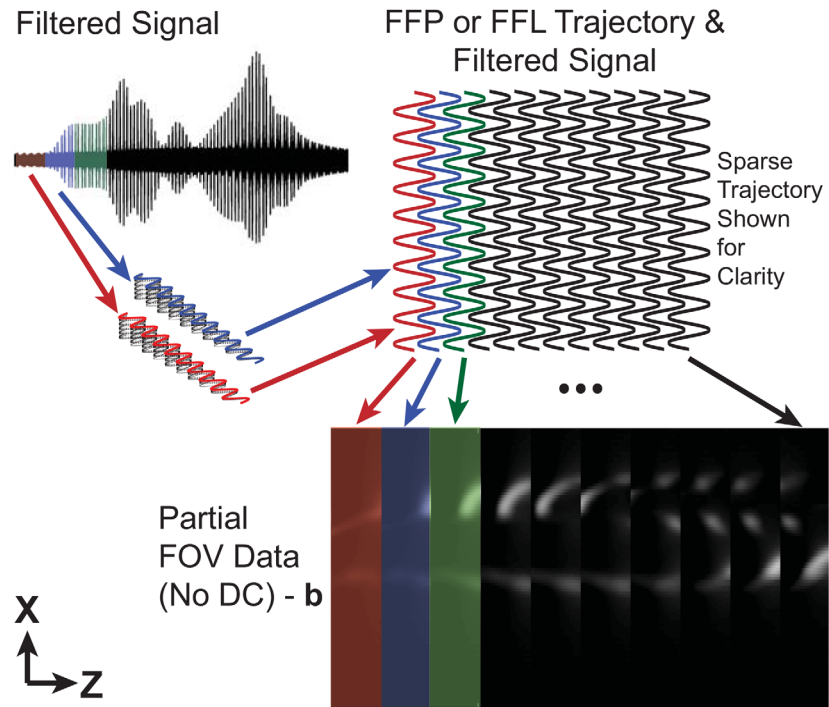 Filtered Signal
FFP or FFL Trajectory &
Filtered Signal
Sparse
Trajectory
Shown
for
Clarity
•••
Partial
FOV Data
(No DC) - b
X
Z